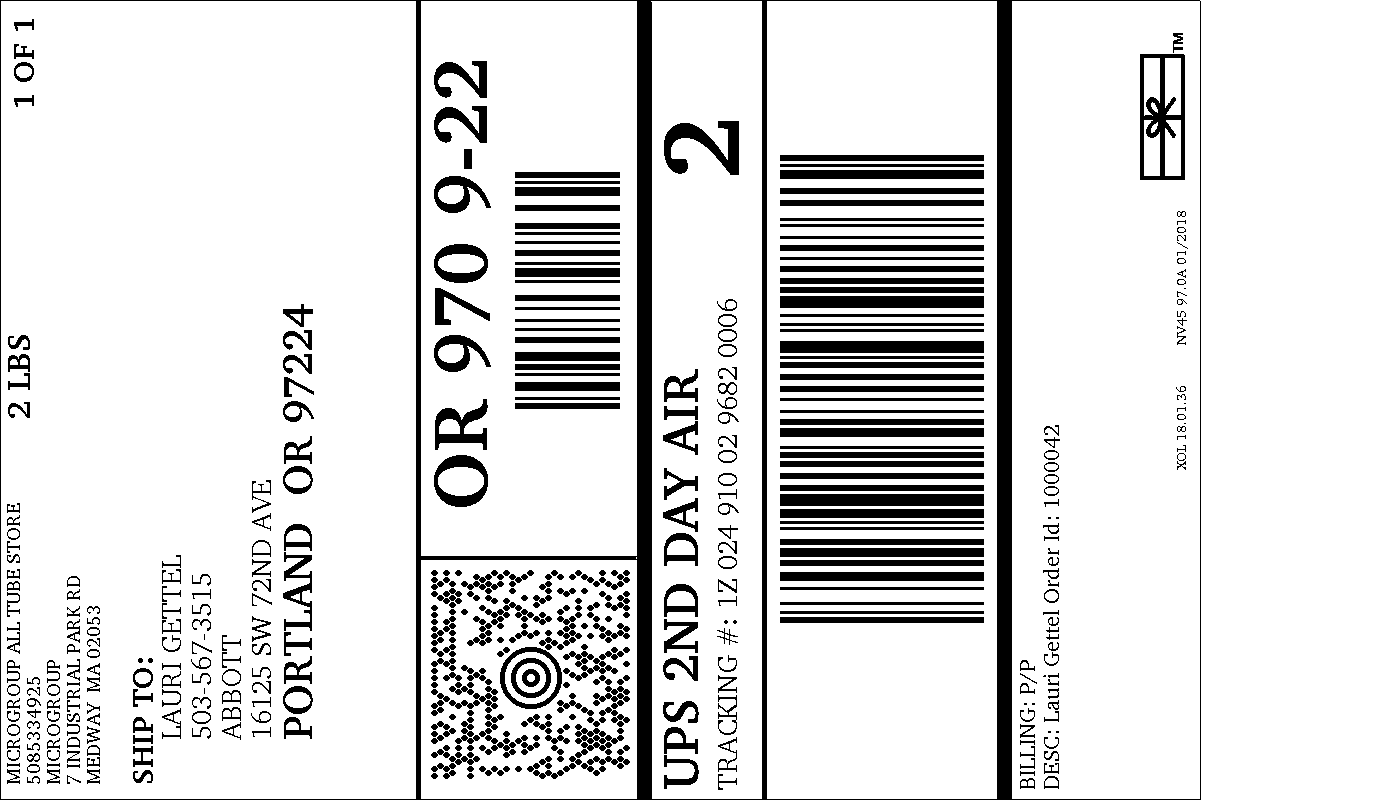 MICROGROUP ALL TUBE STORE
5085334925
MICROGROUP
7 INDUSTRIAL PARK RD
MEDWAY MA 02053
2 LBS
1 OF 1
SHIP TO:
LAURI GETTEL
503-567-3515
ABBOTT
16125 SW 72ND AVE
PORTLAND OR 97224
OR 970 9-22
UPS 2ND DAY AIR
TRACKING #: 1Z 024 910 02 9682 0006
2
BILLING: P/P
DESC: Lauri Gettel Order Id: 1000042
XOL 18.01.36 NV45 97.0A 01/2018
TM